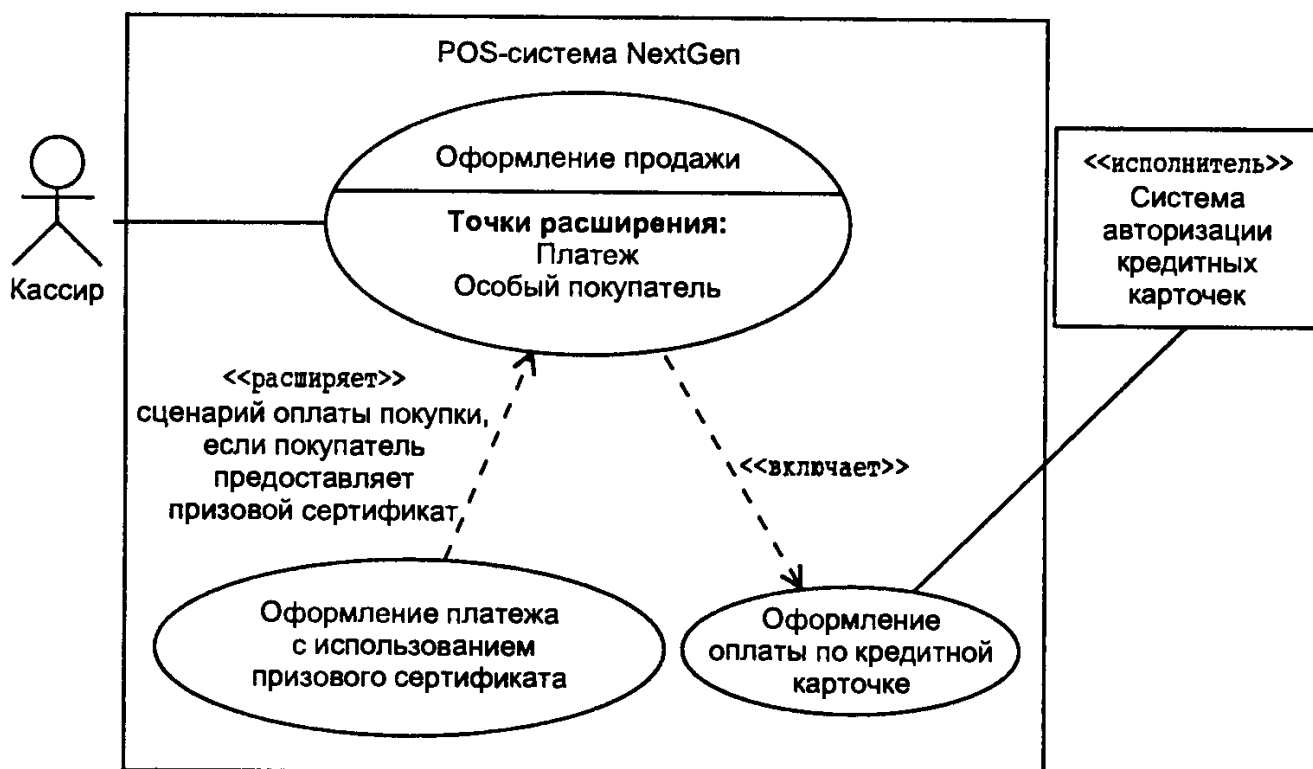 POS-система NextGen
Оформление продажи
Точки расширения:
Платеж
Особый покупатель
Кассир
<<исполнитель>>
Система
авторизации
кредитных
карточек
<<расширяет>>
сценарий оплаты покупки,
если покупатель
предоставляет
призовой сертификат
<<включает>>
Оформление платежа
с использованием
призового сертификата
Оформление
оплаты по кредитной
карточке